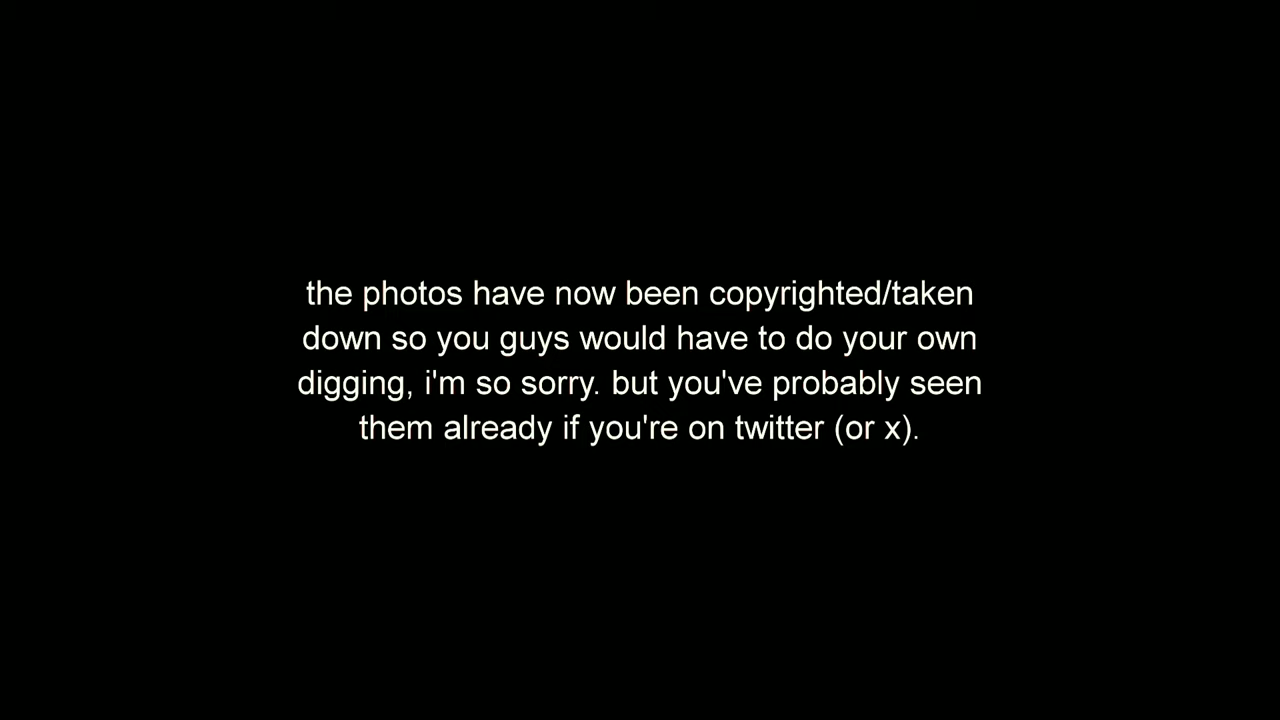 the photos have now been copyrighted/taken
down so you guys would have to do your own
digging, i'm so sorry. but you've probably seen
them already if you're on twitter (or x).